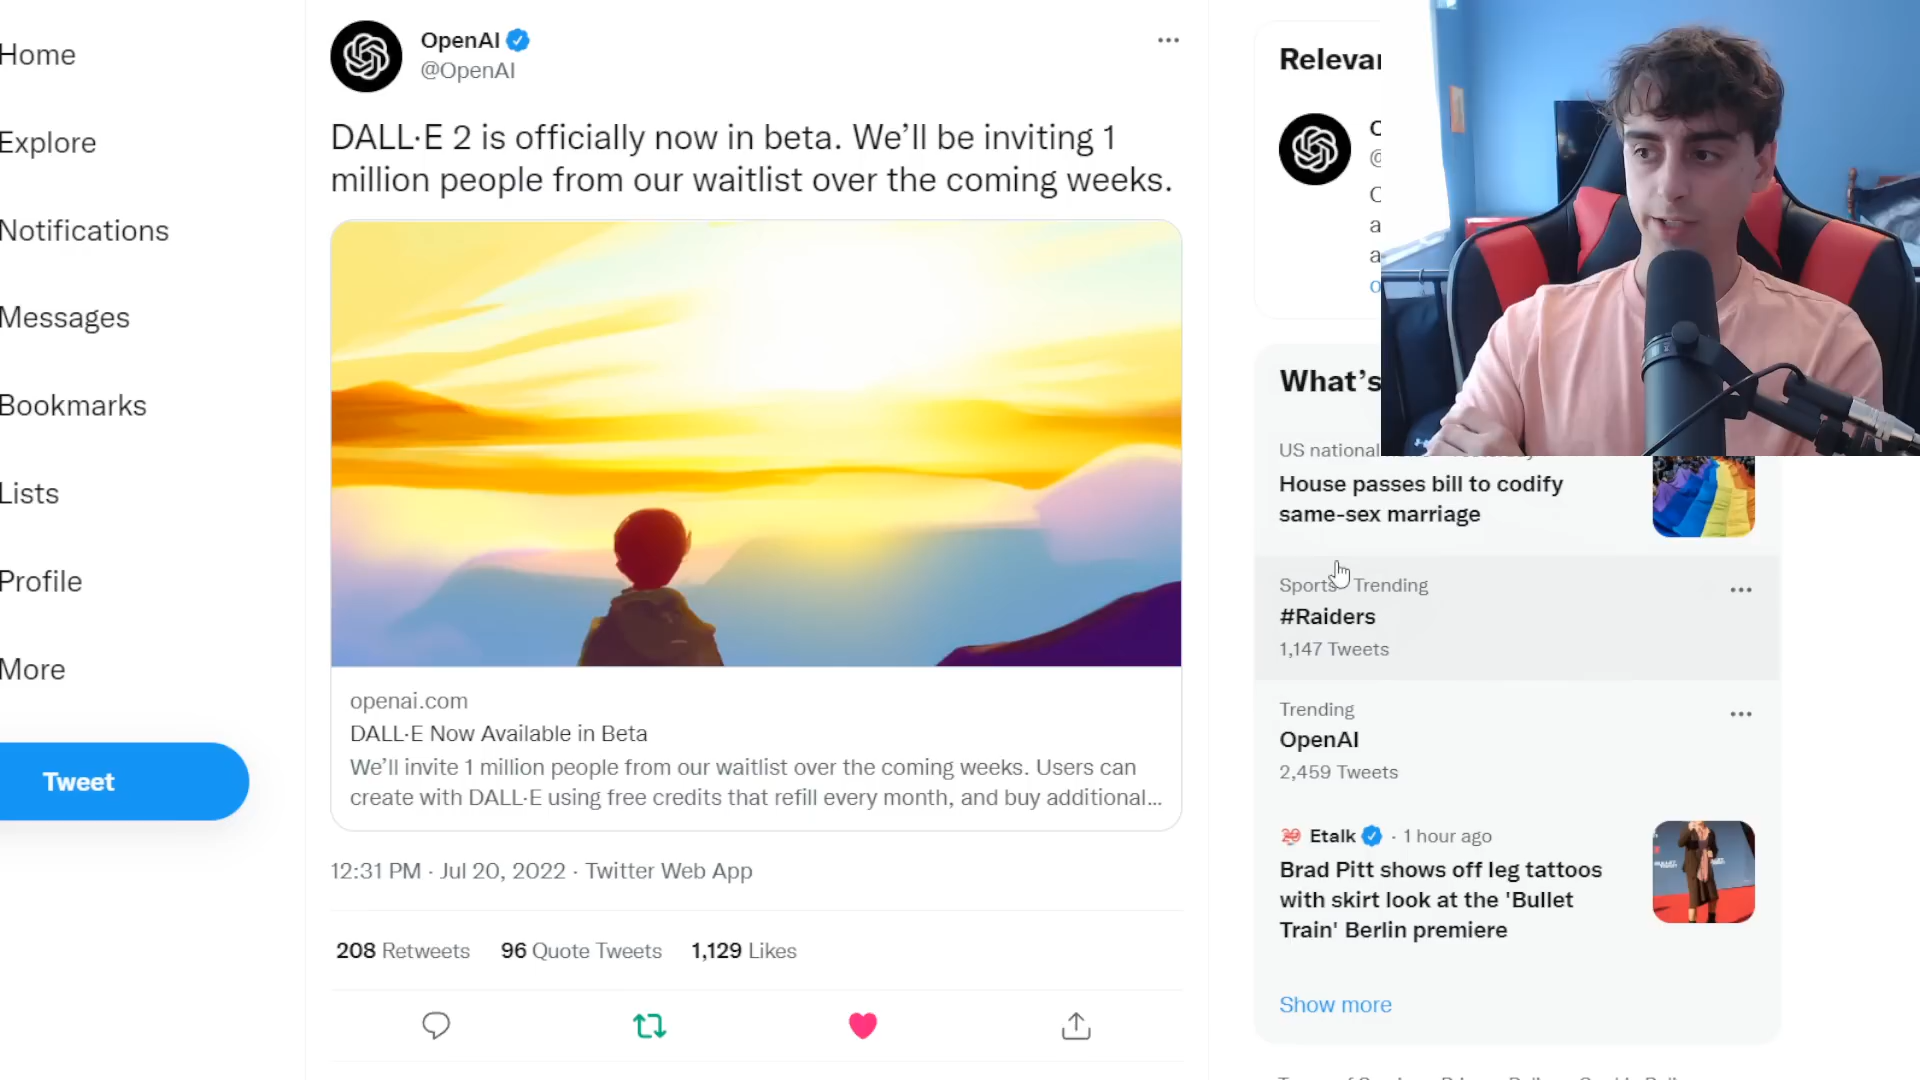 Home
Explore
Notifications
Messages
Bookmarks
Lists
Profile
More
Tweet
OpenAI
@OpenAI
DALL·E 2 is officially now in beta. We’ll be inviting 1
million people from our waitlist over the coming weeks.
openai.com
DALL·E Now Available in Beta
We’ll invite 1 million people from our waitlist over the coming weeks. Users can
create with DALL·E using free credits that refill every month, and buy additional...
12:31 PM · Jul 20, 2022 · Twitter Web App
208 Retweets 96 Quote Tweets 1,129 Likes
What’s
US national
House passes bill to codify
same-sex marriage
Sports Trending
#Raiders
1,147 Tweets
Trending
OpenAI
2,459 Tweets
Etalk · 1 hour ago
Brad Pitt shows off leg tattoos
with skirt look at the 'Bullet
Train' Berlin premiere
Show more